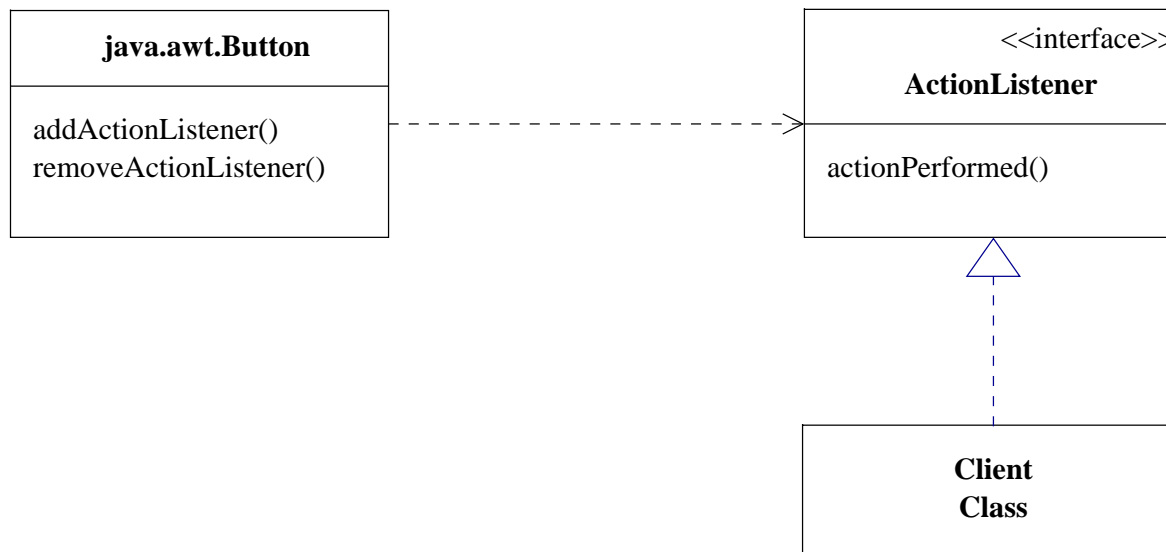 java.awt.Button
addActionListener()
removeActionListener()
<<interface>>
ActionListener
actionPerformed()
Client
Class